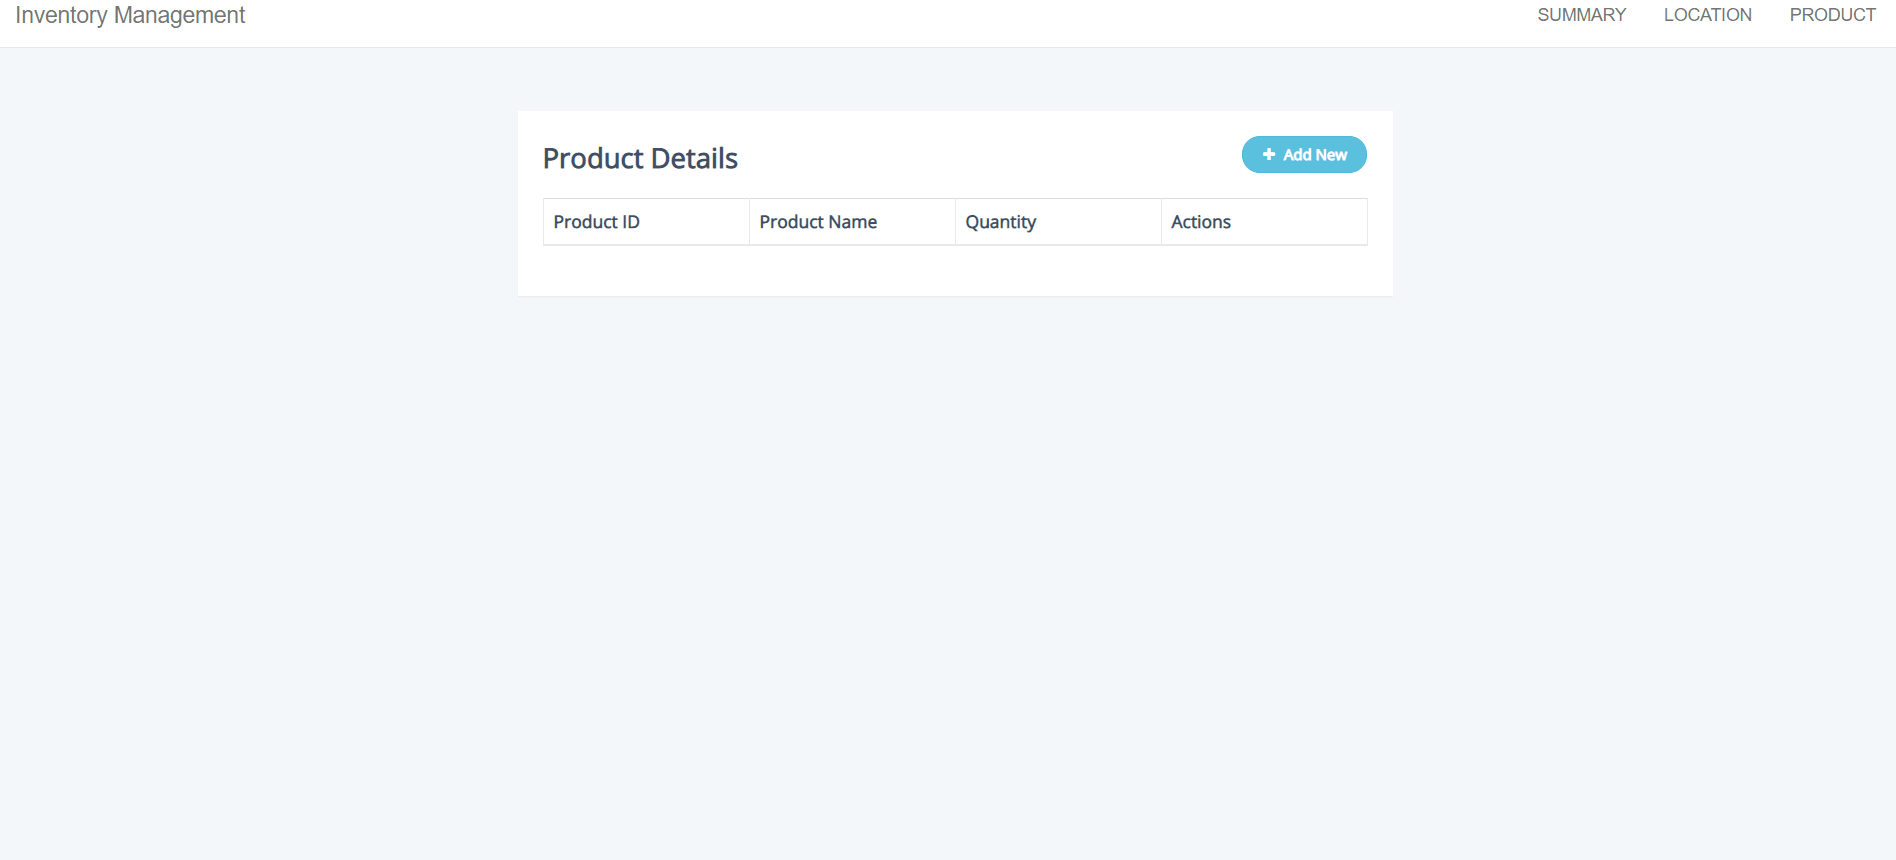 Inventory Management SUMMARY LOCATION PRODUCT
Product Details Add New
Product ID Product Name Quantity Actions